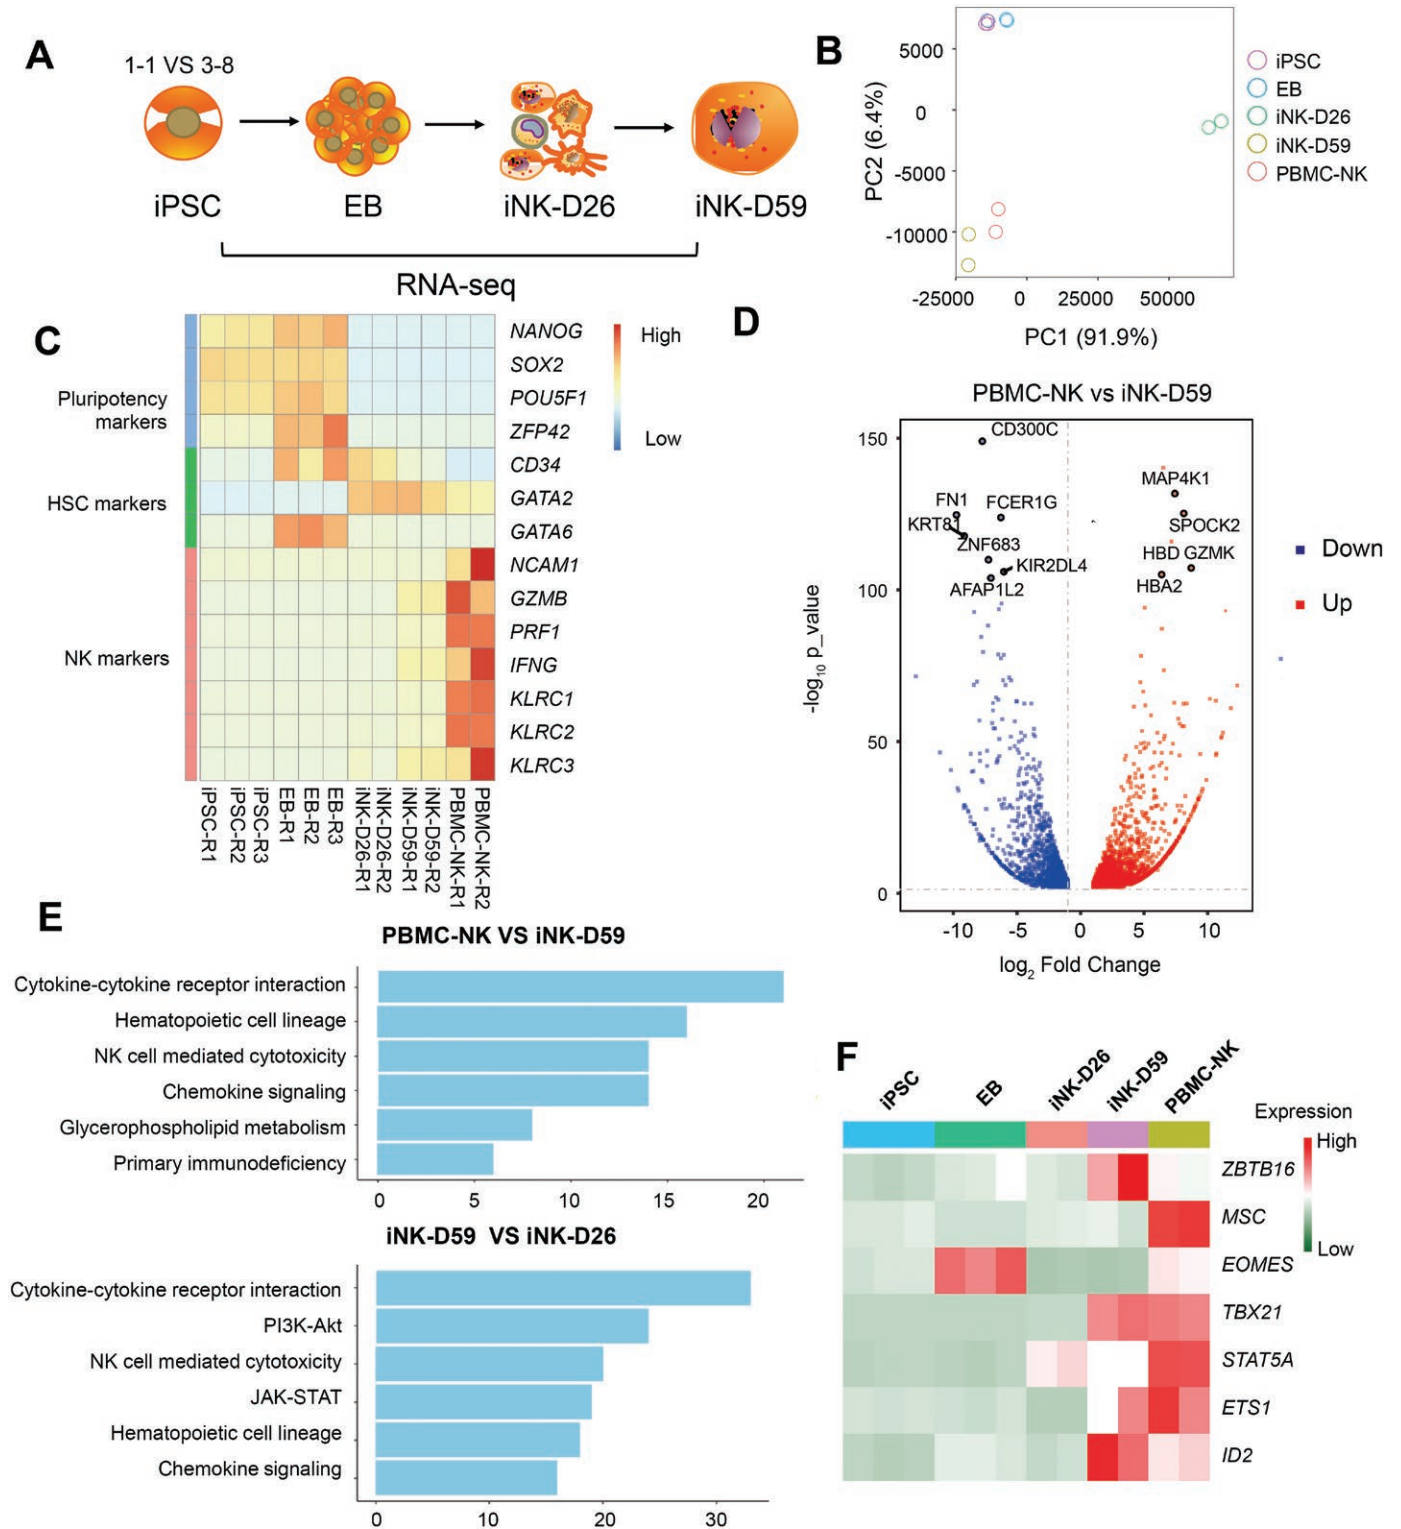 A
1-1 VS 3-8
iPSC
EB
iNK-D26
iNK-D59
RNA-seq
B
5000
0
-5000
-10000
PC2 (6.4%)
-25000
0
25000
50000
PC1 (91.9%)
iPSC
EB
iNK-D26
iNK-D59
PBMC-NK
C
Pluripotency
markers
HSC markers
NK markers
NANOG
SOX2
POU5F1
ZFP42
CD34
GATA2
GATA6
NCAM1
GZMB
PRF1
IFNG
KLRC1
KLRC2
KLRC3
High
Low
iPSC-R1
iPSC-R2
iPSC-R3
EB-R1
EB-R2
EB-R3
iNK-D26-R1
iNK-D26-R2
iNK-D59-R1
iNK-D59-R2
PBMC-NK-R1
PBMC-NK-R2
D
PBMC-NK vs iNK-D59
150
100
50
0
-log10 p_value
CD300C
FN1
FCER1G
KRT81
ZNF683
KIR2DL4
AFAP1L2
MAP4K1
SPOCK2
HBD GZMK
HBA2
-10
-5
0
5
10
log2 Fold Change
Down
Up
E
PBMC-NK VS iNK-D59
Cytokine-cytokine receptor interaction
Hematopoietic cell lineage
NK cell mediated cytotoxicity
Chemokine signaling
Glycerophospholipid metabolism
Primary immunodeficiency
0
5
10
15
20
iNK-D59 VS iNK-D26
Cytokine-cytokine receptor interaction
PI3K-Akt
NK cell mediated cytotoxicity
JAK-STAT
Hematopoietic cell lineage
Chemokine signaling
0
10
20
30
F
iPSC
EB
iNK-D26
iNK-D59
PBMC-NK
Expression
High
Low
ZBTB16
MSC
EOMES
TBX21
STAT5A
ETS1
ID2